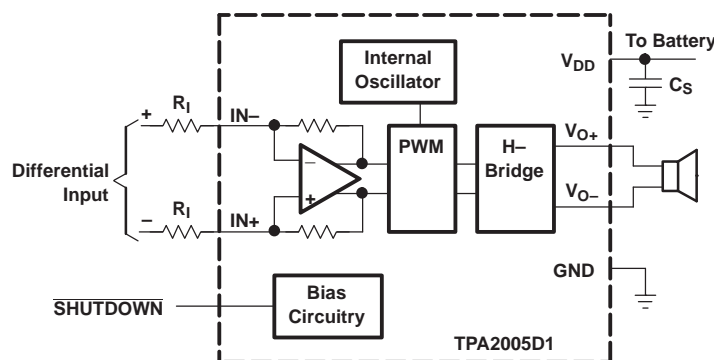 To Battery
Internal
Oscillator
VDD
CS
+
RI
IN–
PWM
H–
Bridge
VO+
–
Differential
Input
+
VO–
–
RI
IN+
GND
SHUTDOWN
Bias
Circuitry
TPA2005D1